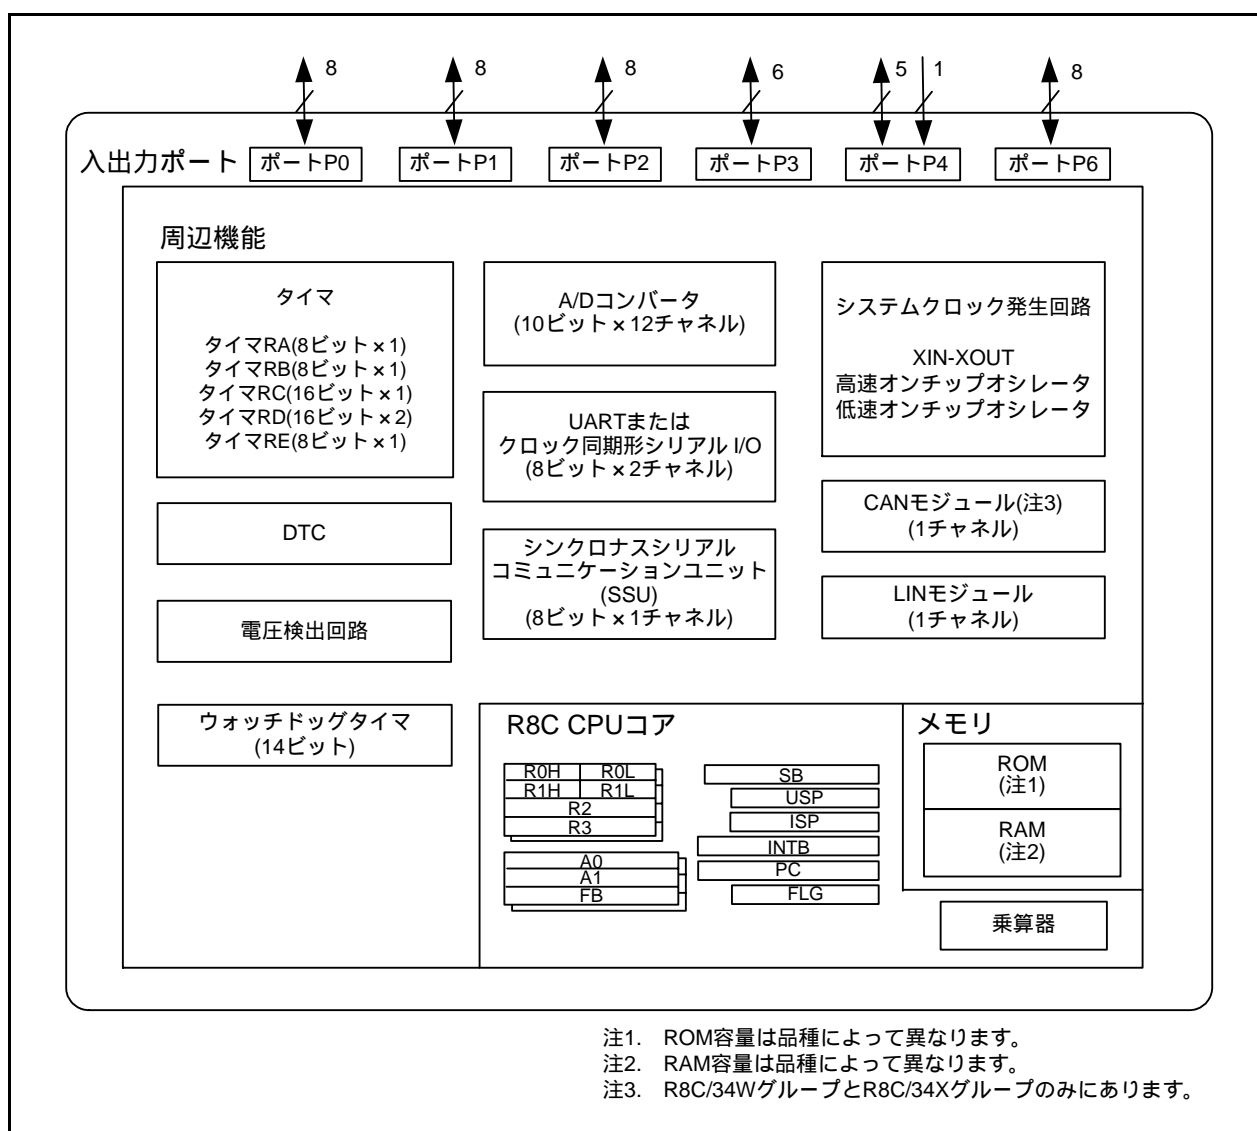 8
8
8
6
5
1
8
入出力ポート
ポートP0
ポートP1
ポートP2
ポートP3
ポートP4
ポートP6
周辺機能
タイマ
タイマRA(8ビット×1)
タイマRB(8ビット×1)
タイマRC(16ビット×1)
タイマRD(16ビット×2)
タイマRE(8ビット×1)
DTC
電圧検出回路
ウォッチドッグタイマ
(14ビット)
A/Dコンバータ
(10ビット×12チャネル)
UARTまたは
クロック同期形シリアル I/O
(8ビット×2チャネル)
シンクロナスシリアル
コミュニケーションユニット
(SSU)
(8ビット×1チャネル)
システムクロック発生回路
XIN-XOUT
高速オンチップオシレータ
低速オンチップオシレータ
CANモジュール(注3)
(1チャネル)
LINモジュール
(1チャネル)
R8C CPUコア
R0H
R0L
R1H
R1L
R2
R3
A0
A1
FB
SB
USP
ISP
INTB
PC
FLG
メモリ
ROM
(注1)
RAM
(注2)
乗算器
注1. ROM容量は品種によって異なります。
注2. RAM容量は品種によって異なります。
注3. R8C/34WグループとR8C/34Xグループのみにあります。